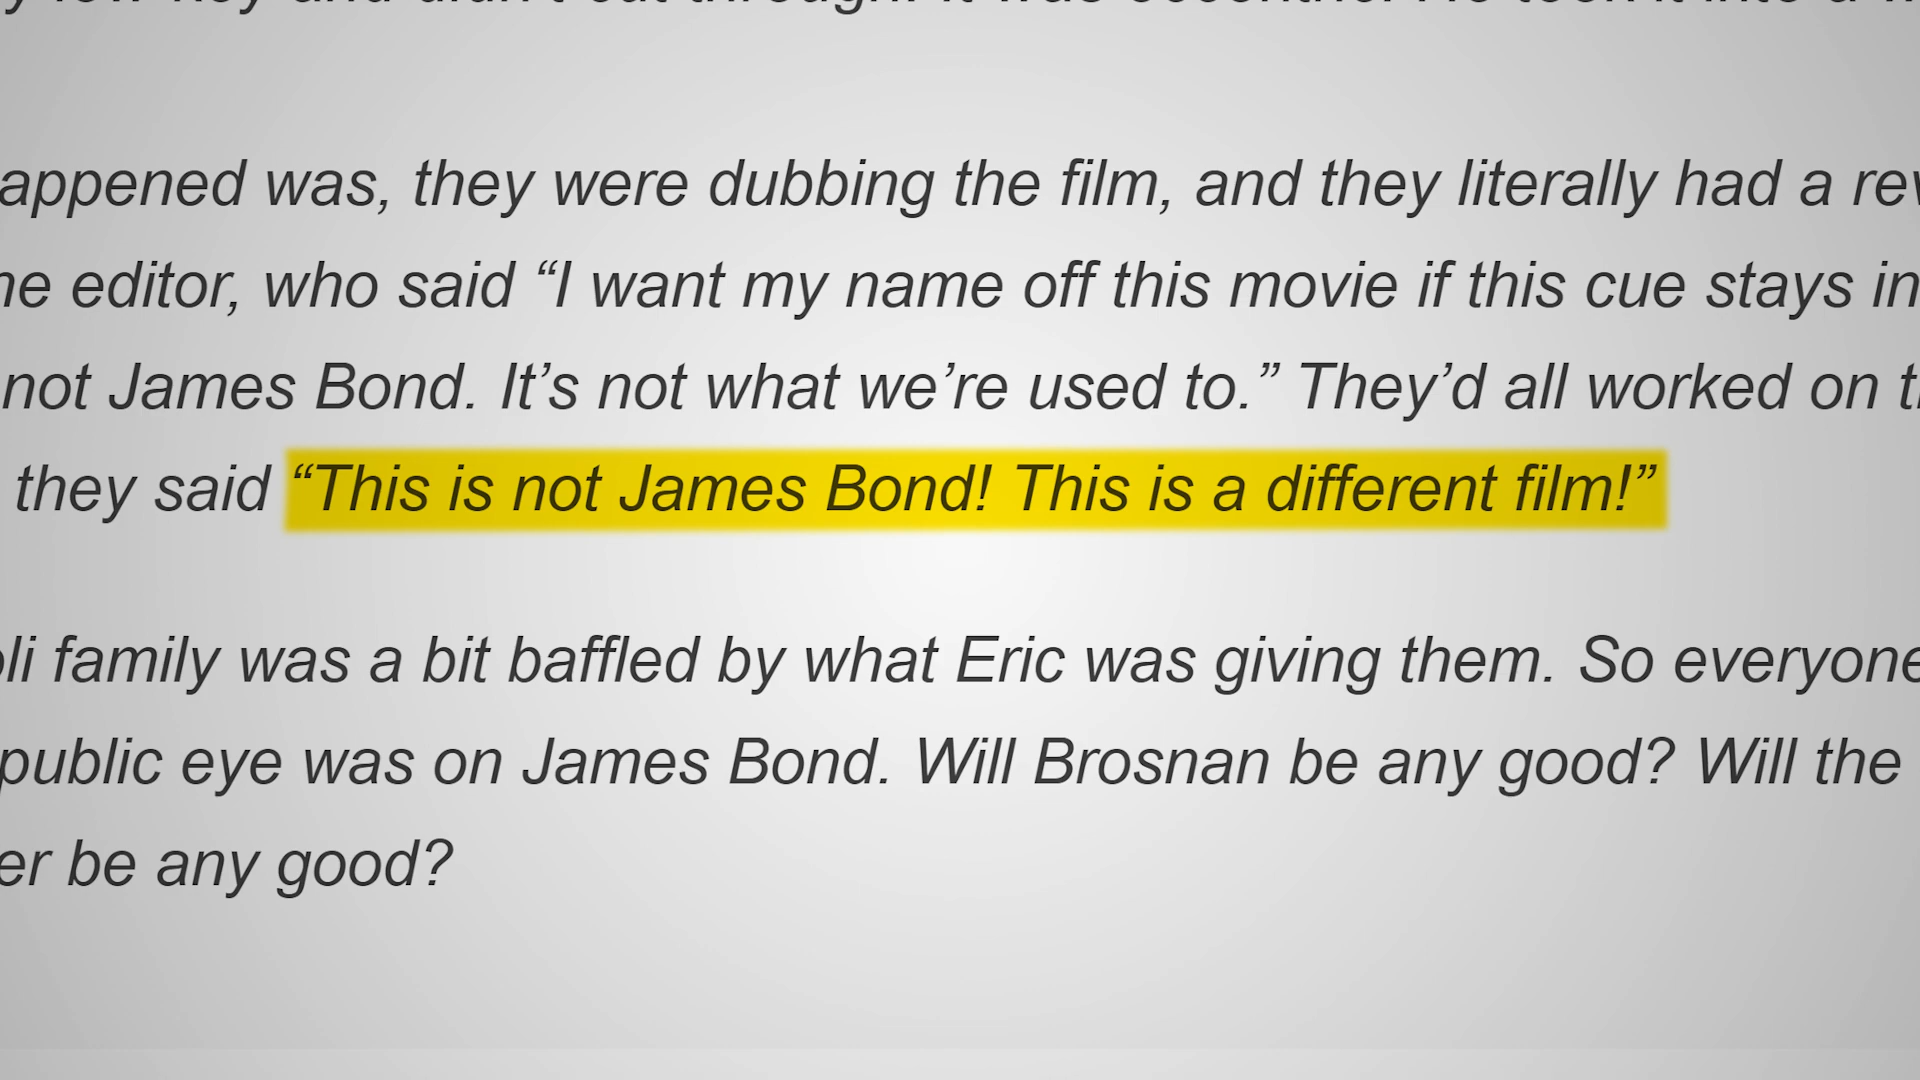 appened was, they were dubbing the film, and they literally had a
editor, who said “I want my name off this movie if this cue stays in
not James Bond. It’s not what we’re used to.” They’d all worked on
they said “This is not James Bond! This is a different film!”
family was a bit baffled by what Eric was giving them. So everyone
public eye was on James Bond. Will Brosnan be any good? Will the
er be any good?